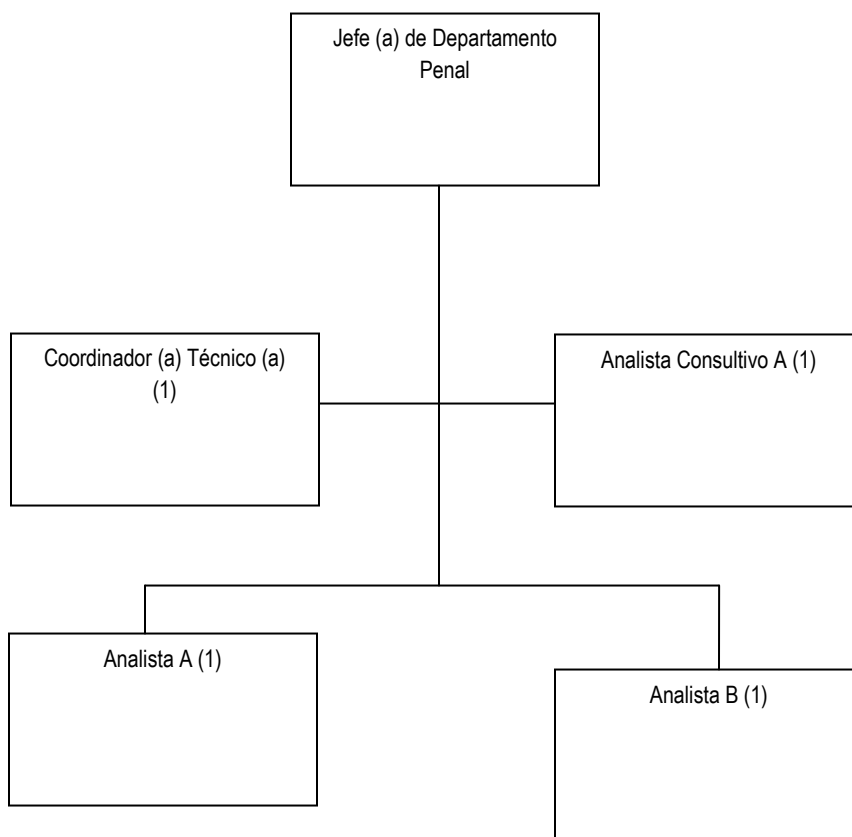 Jefe (a) de Departamento
Penal
Coordinador (a) Técnico (a)
(1)
Analista Consultivo A (1)
Analista A (1)
Analista B (1)